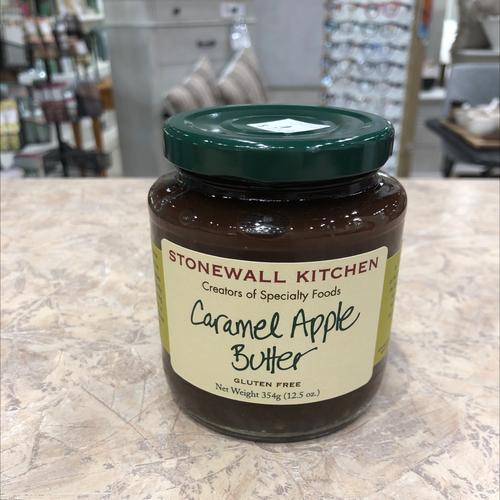 STONEWALL KITCHEN
Creators of Specialty Foods
Caramel Apple
Butter
GLUTEN FREE
Net Weight 354g (12.5 oz.)